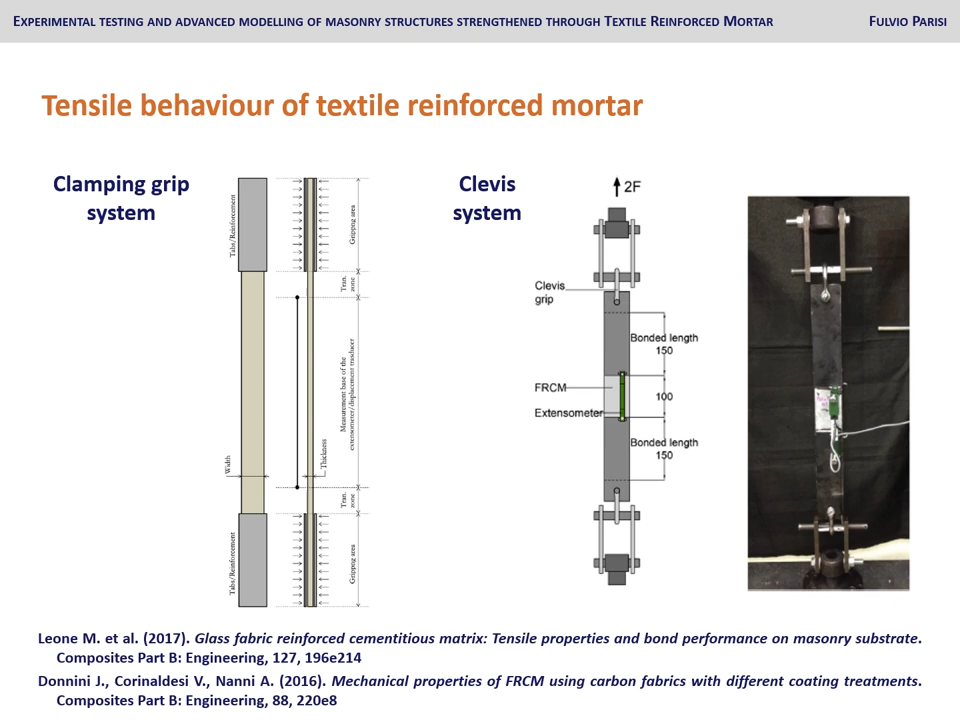 EXPERIMENTAL TESTING AND ADVANCED MODELLING OF MASONRY STRUCTURES STRENGTHENED THROUGH TEXTILE REINFORCED MORTAR
FULVIO PARISI
Tensile behaviour of textile reinforced mortar
Clamping grip
system
Tabs/Reinforcement
Gripping area
Tran.
zone
Measurement base of the
extensometer/displacement trasducer
Width
Thickness
Tran.
zone
Tabs/Reinforcement
Gripping area
Clevis
system
2F
Clevis
grip
Bonded length
150
FRCM
100
Extensometer
Bonded length
150
Leone M. et al. (2017). Glass fabric reinforced cementitious matrix: Tensile properties and bond performance on masonry substrate.
Composites Part B: Engineering, 127, 196e214
Donnini J., Corinaldesi V., Nanni A. (2016). Mechanical properties of FRCM using carbon fabrics with different coating treatments.
Composites Part B: Engineering, 88, 220e8